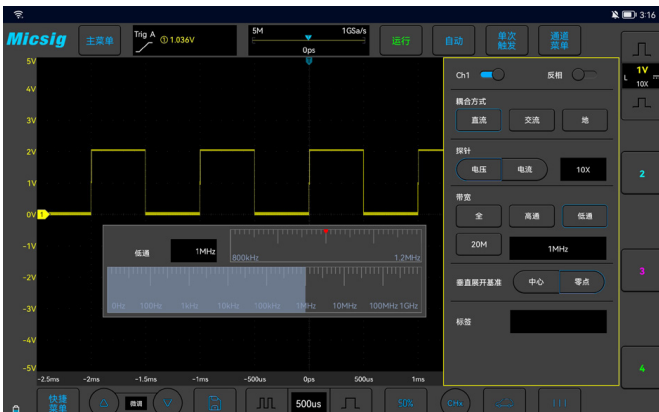 3:16
Micsig 主菜单 Trig A ① 1.036V 5M 1GSa/s 0ps 运行 自动 单次触发 通道菜单
5V
4V
3V
2V
1V
0V 1
-1V
-2V
-3V
-4V
-5V
-2.5ms -2ms -1.5ms -1ms -500us 0ps 500us 1ms
低通 1MHz 800kHz 1.2MHz
0Hz 100Hz 1kHz 10kHz 100kHz 1MHz 10MHz 100MHz 1GHz
Ch1 反相
耦合方式
直流 交流 地
探针
电压 电流 10X
带宽
全 高通 低通
20M 1MHz
垂直展开基准 中心 零点
标签
1V
L 10X
2
3
4
快捷菜单 微调 500us 50% CHx